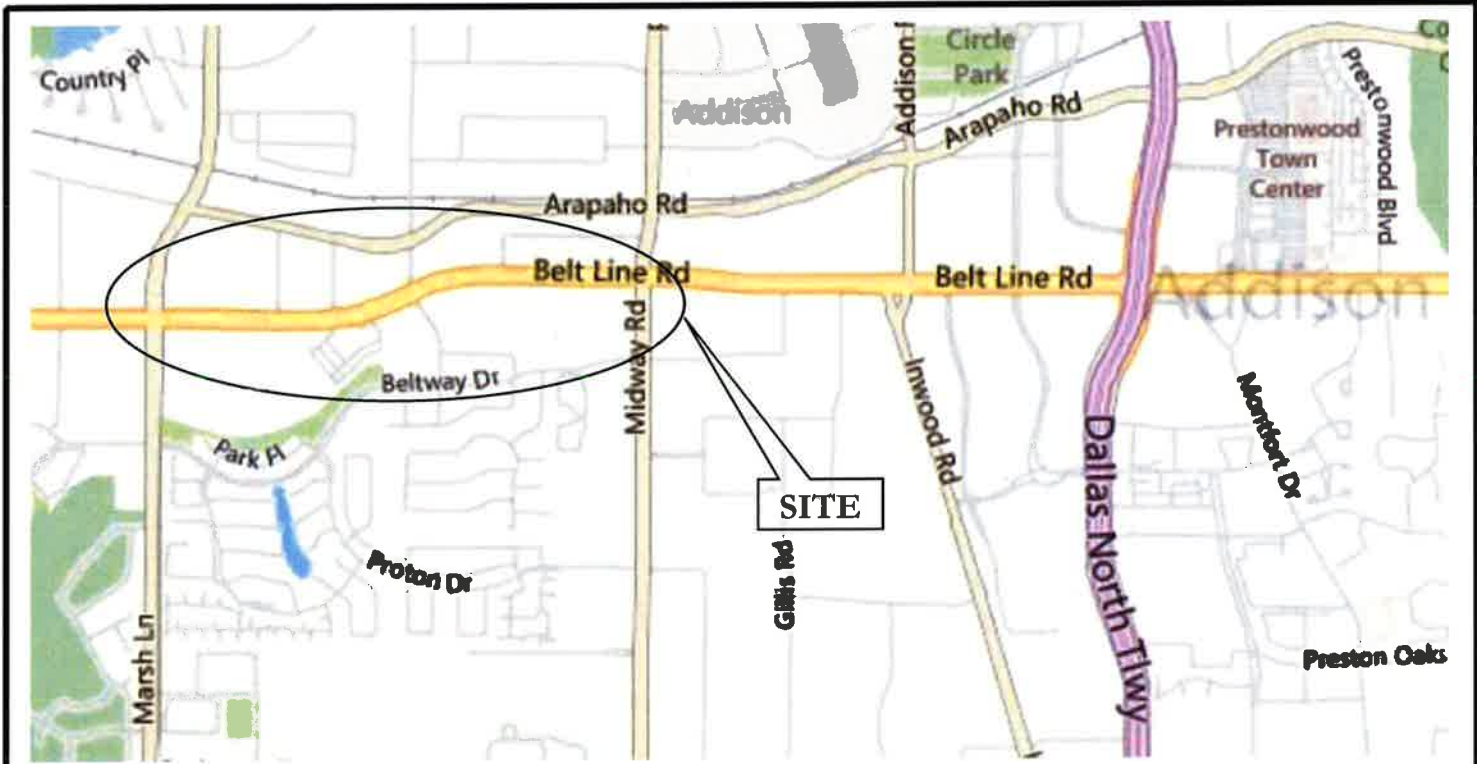 Country Pl
Addison
Addison
Circle
Park
Arapaho Rd
Prestonwood
Town
Center
Prestonwood Blvd
Arapaho Rd
Belt Line Rd
Belt Line Rd
Addison
Midway Rd
Beltway Dr
Inwood Rd
Montfort Dr
Park Pl
SITE
Dallas North Tlwy
Proton Dr
Gillis Rd
Marsh Ln
Preston Oaks